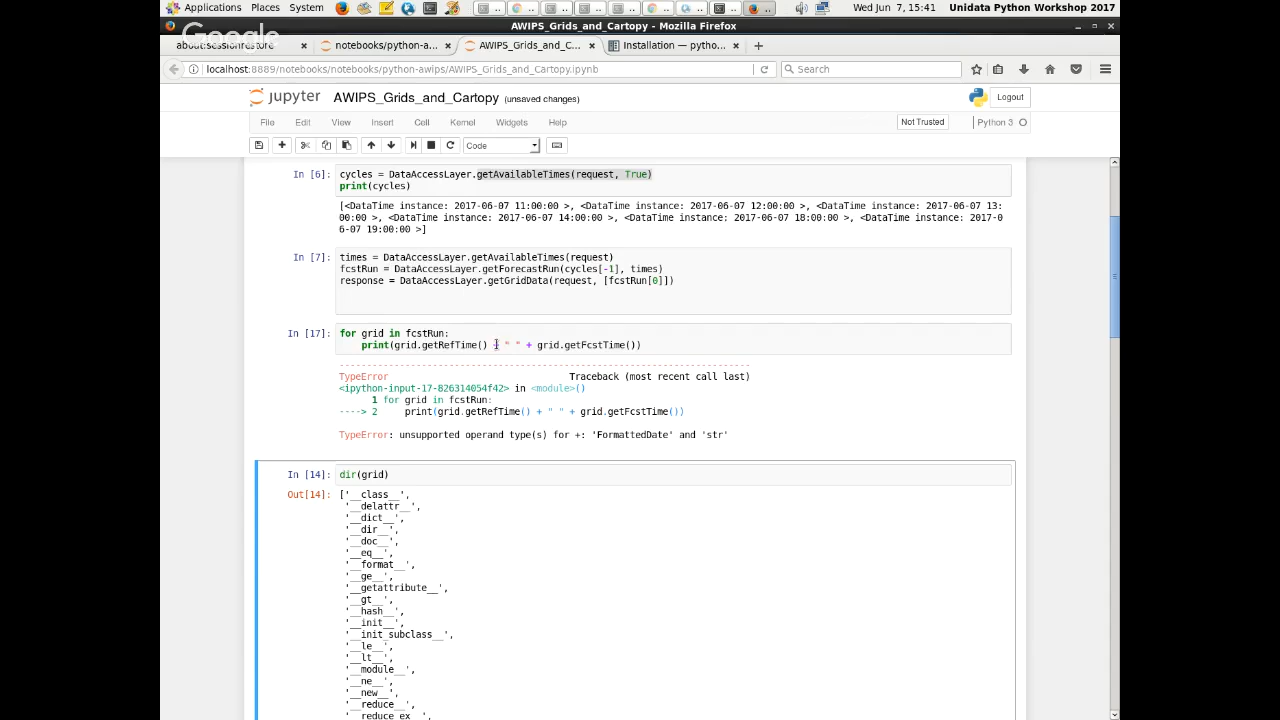 Applications Places System Wed Jun 7, 15:41 Unidata Python Workshop 2017
AWIPS_Grids_and_Cartopy - Mozilla Firefox
Google
about:sessionrestore × notebooks/python-a... × AWIPS_Grids_and_C... × Installation — pytho... × +
localhost:8889/notebooks/notebooks/python-awips/AWIPS_Grids_and_Cartopy.ipynb Search
jupyter AWIPS_Grids_and_Cartopy (unsaved changes) Logout
File Edit View Insert Cell Kernel Widgets Help Not Trusted Python 3
Code
In [6]: cycles = DataAccessLayer.getAvailableTimes(request, True)
print(cycles)
[<DataTime instance: 2017-06-07 11:00:00 >, <DataTime instance: 2017-06-07 12:00:00 >, <DataTime instance: 2017-06-07 13:
00:00 >, <DataTime instance: 2017-06-07 14:00:00 >, <DataTime instance: 2017-06-07 18:00:00 >, <DataTime instance: 2017-0
6-07 19:00:00 >]
In [7]: times = DataAccessLayer.getAvailableTimes(request)
fcstRun = DataAccessLayer.getForecastRun(cycles[-1], times)
response = DataAccessLayer.getGridData(request, [fcstRun[0]])
In [17]: for grid in fcstRun:
print(grid.getRefTime() + " " + grid.getFcstTime())
---------------------------------------------------------------------------
TypeError Traceback (most recent call last)
<ipython-input-17-826314054f42> in <module>()
1 for grid in fcstRun:
----> 2 print(grid.getRefTime() + " " + grid.getFcstTime())
TypeError: unsupported operand type(s) for +: 'FormattedDate' and 'str'
In [14]: dir(grid)
Out[14]: ['__class__',
'__delattr__',
'__dict__',
'__dir__',
'__doc__',
'__eq__',
'__format__',
'__ge__',
'__getattribute__',
'__gt__',
'__hash__',
'__init__',
'__init_subclass__',
'__le__',
'__lt__',
'__module__',
'__ne__',
'__new__',
'__reduce__',
'__reduce_ex__',